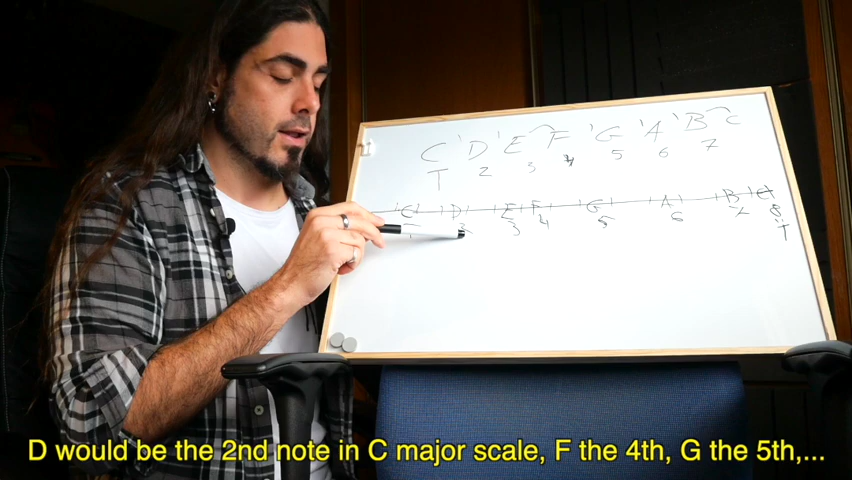 C ' D ' E F ' G ' A ' B C
T 2 3 4 5 6 7
C D E F G A B C
T 2 3 4 5 6 7 8=T
D would be the 2nd note in C major scale, F the 4th, G the 5th,...